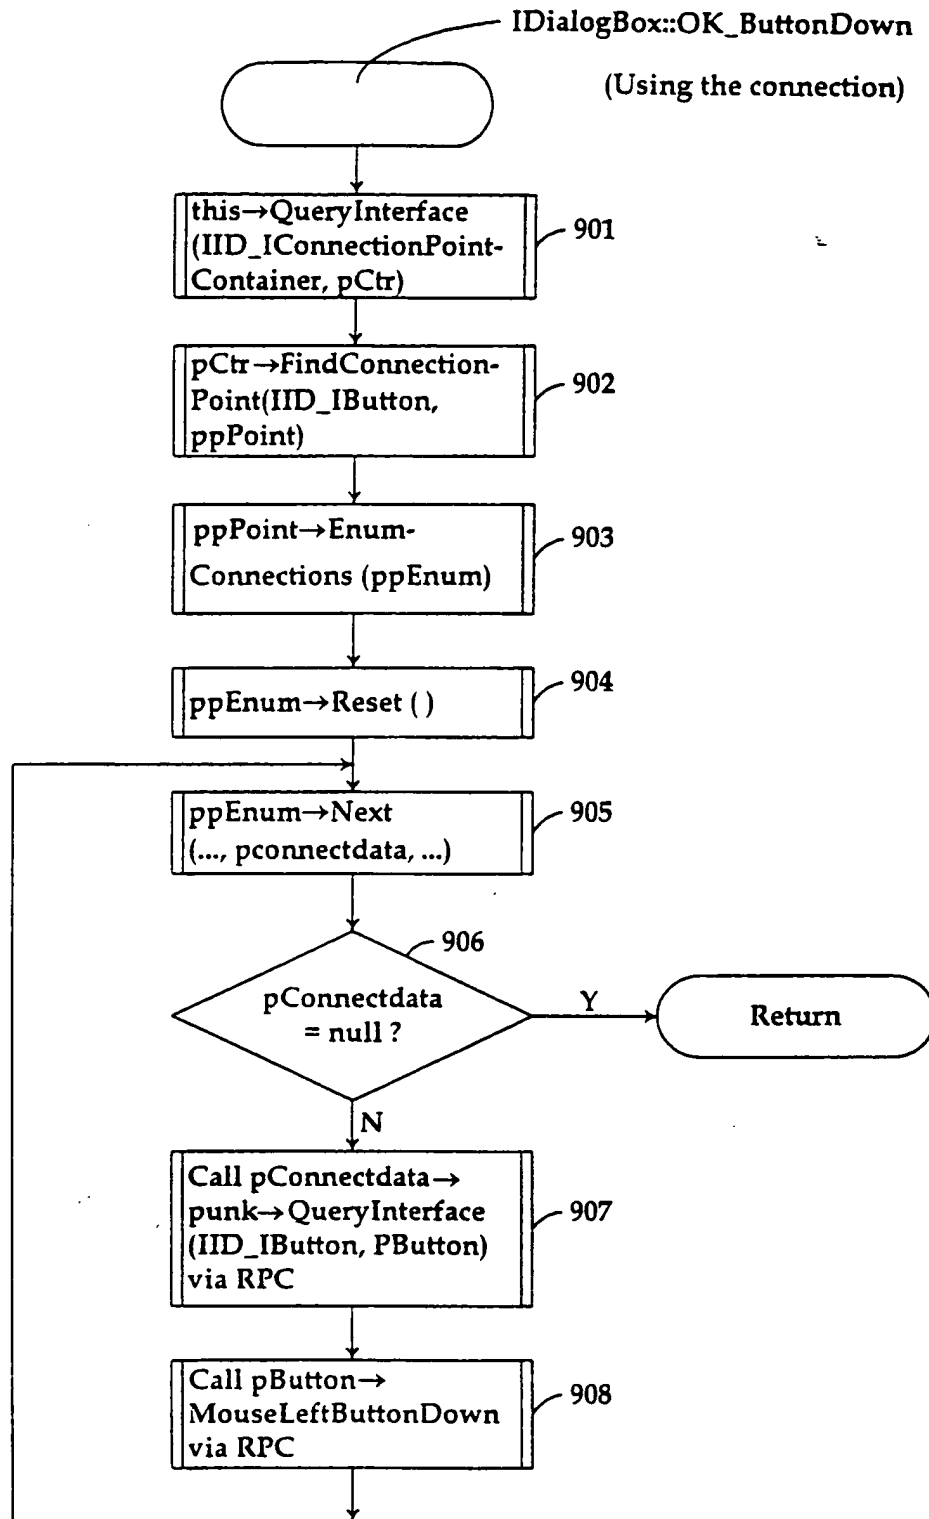 IDialogBox::OK_ButtonDown
(Using the connection)
this→QueryInterface
(IID_IConnectionPoint-
Container, pCtr)
901
pCtr→FindConnection-
Point(IID_IButton,
ppPoint)
902
ppPoint→Enum-
Connections (ppEnum)
903
ppEnum→Reset ( )
904
ppEnum→Next
(..., pconnectdata, ...)
905
906
pConnectdata
= null ?
Y
Return
N
Call pConnectdata→
punk→QueryInterface
(IID_IButton, PButton)
via RPC
907
Call pButton→
MouseLeftButtonDown
via RPC
908